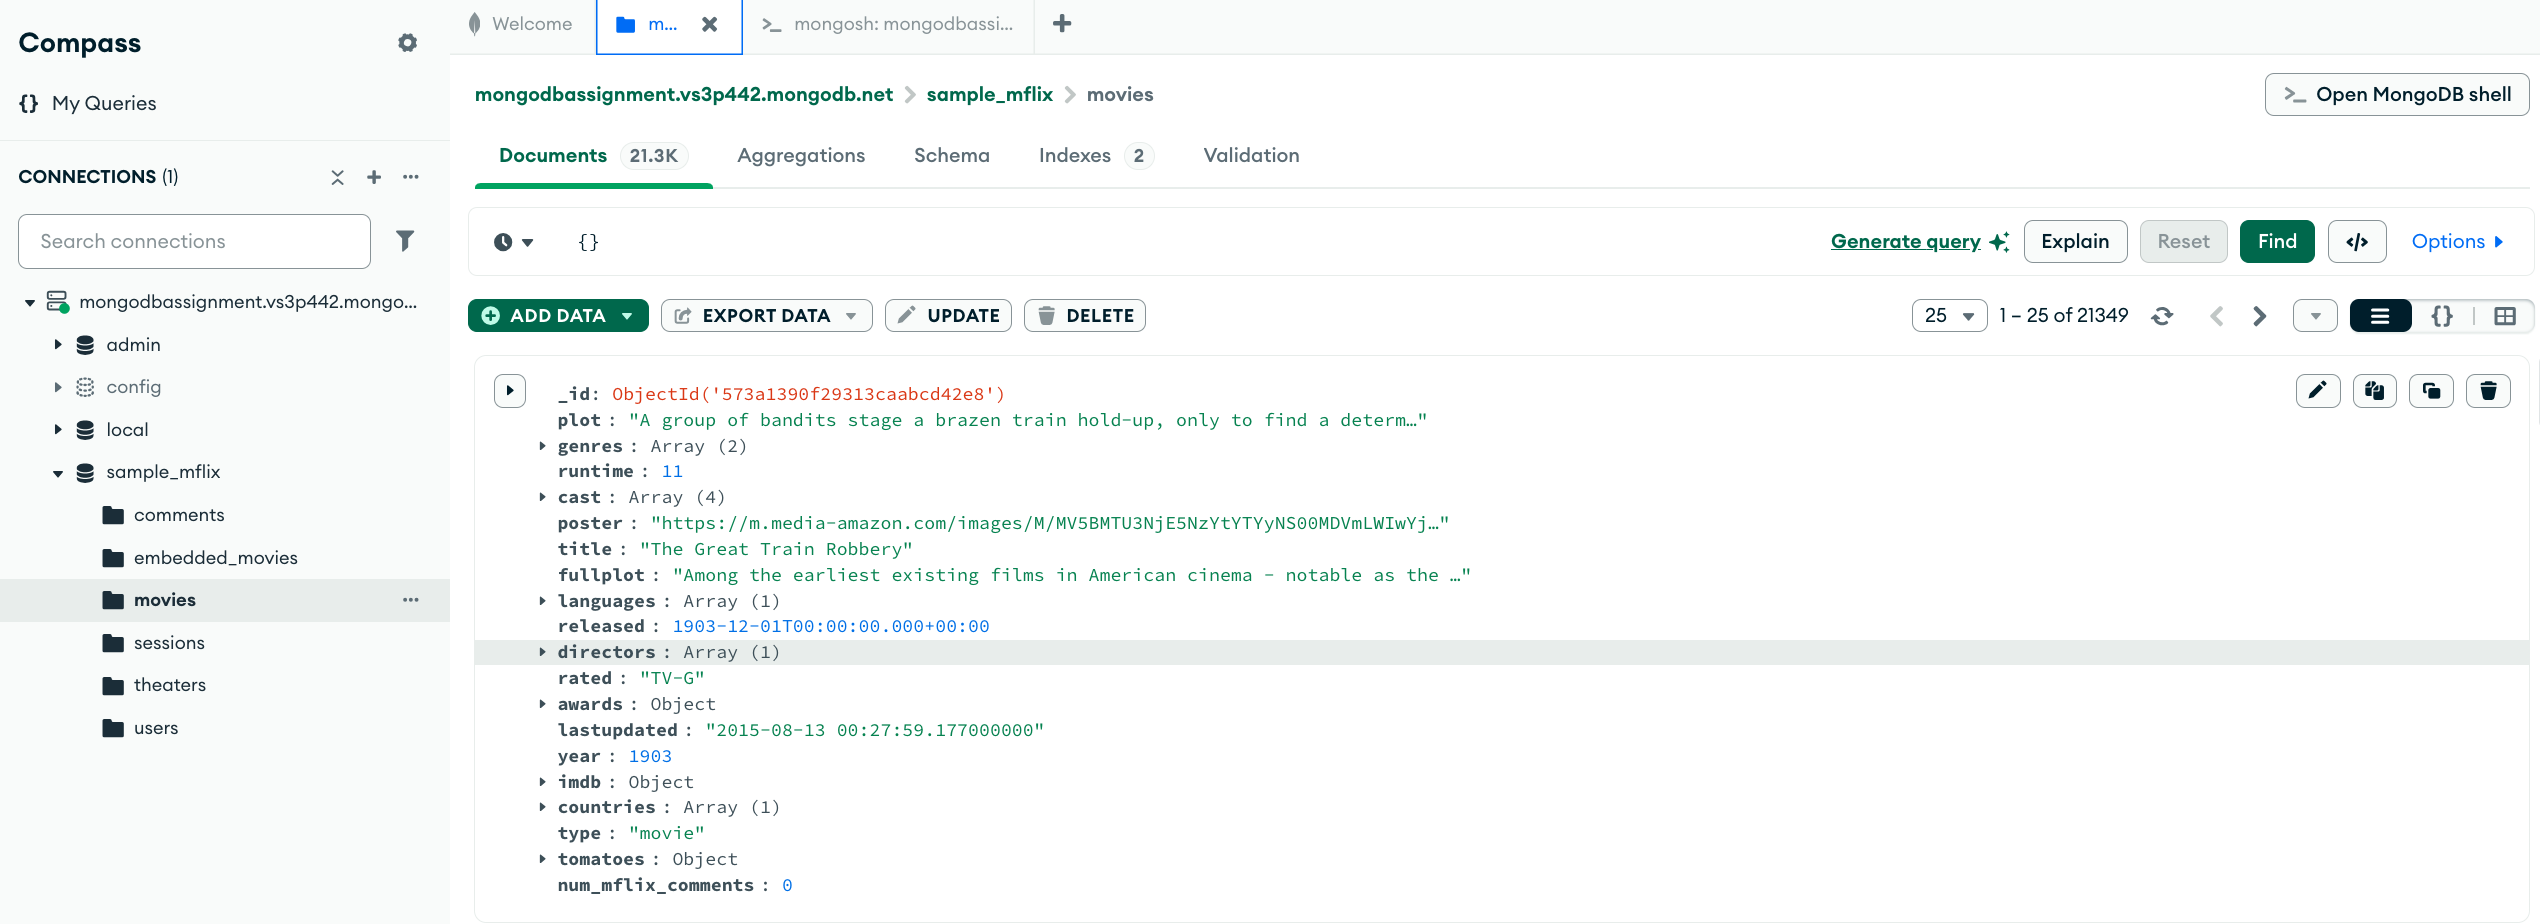 Compass
My Queries
CONNECTIONS (1)
Search connections
mongodbassignment.vs3p442.mongo...
admin
config
local
sample_mflix
comments
embedded_movies
movies
sessions
theaters
users
Welcome
m...
mongosh: mongodbassi...
mongodbassignment.vs3p442.mongodb.net > sample_mflix > movies
Open MongoDB shell
Documents 21.3K Aggregations Schema Indexes 2 Validation
{}
Generate query Explain Reset Find </> Options
ADD DATA EXPORT DATA UPDATE DELETE
25 1 – 25 of 21349
_id: ObjectId('573a1390f29313caabcd42e8')
plot : "A group of bandits stage a brazen train hold-up, only to find a determ…"
genres : Array (2)
runtime : 11
cast : Array (4)
poster : "https://m.media-amazon.com/images/M/MV5BMTU3NjE5NzYtYTYyNS00MDVmLWIwYj…"
title : "The Great Train Robbery"
fullplot : "Among the earliest existing films in American cinema - notable as the …"
languages : Array (1)
released : 1903-12-01T00:00:00.000+00:00
directors : Array (1)
rated : "TV-G"
awards : Object
lastupdated : "2015-08-13 00:27:59.177000000"
year : 1903
imdb : Object
countries : Array (1)
type : "movie"
tomatoes : Object
num_mflix_comments : 0